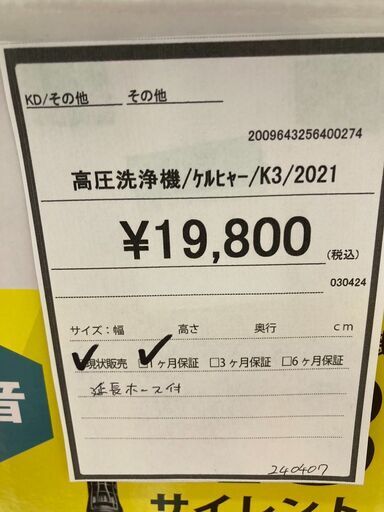 KD/その他 その他
2009643256400274
高圧洗浄機/ケルヒャー/K3/2021
¥19,800 (税込)
030424
サイズ:幅 高さ 奥行 cm
✓現状販売 ✓1ヶ月保証 □3ヶ月保証 □6ヶ月保証
延長ホース付
240407
音
サイレント